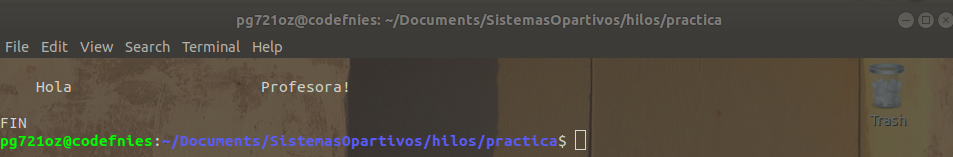 pg721oz@codefnies: ~/Documents/SistemasOpartivos/hilos/practica
File Edit View Search Terminal Help
Hola Profesora!
FIN
pg721oz@codefnies:~/Documents/SistemasOpartivos/hilos/practica$
Trash